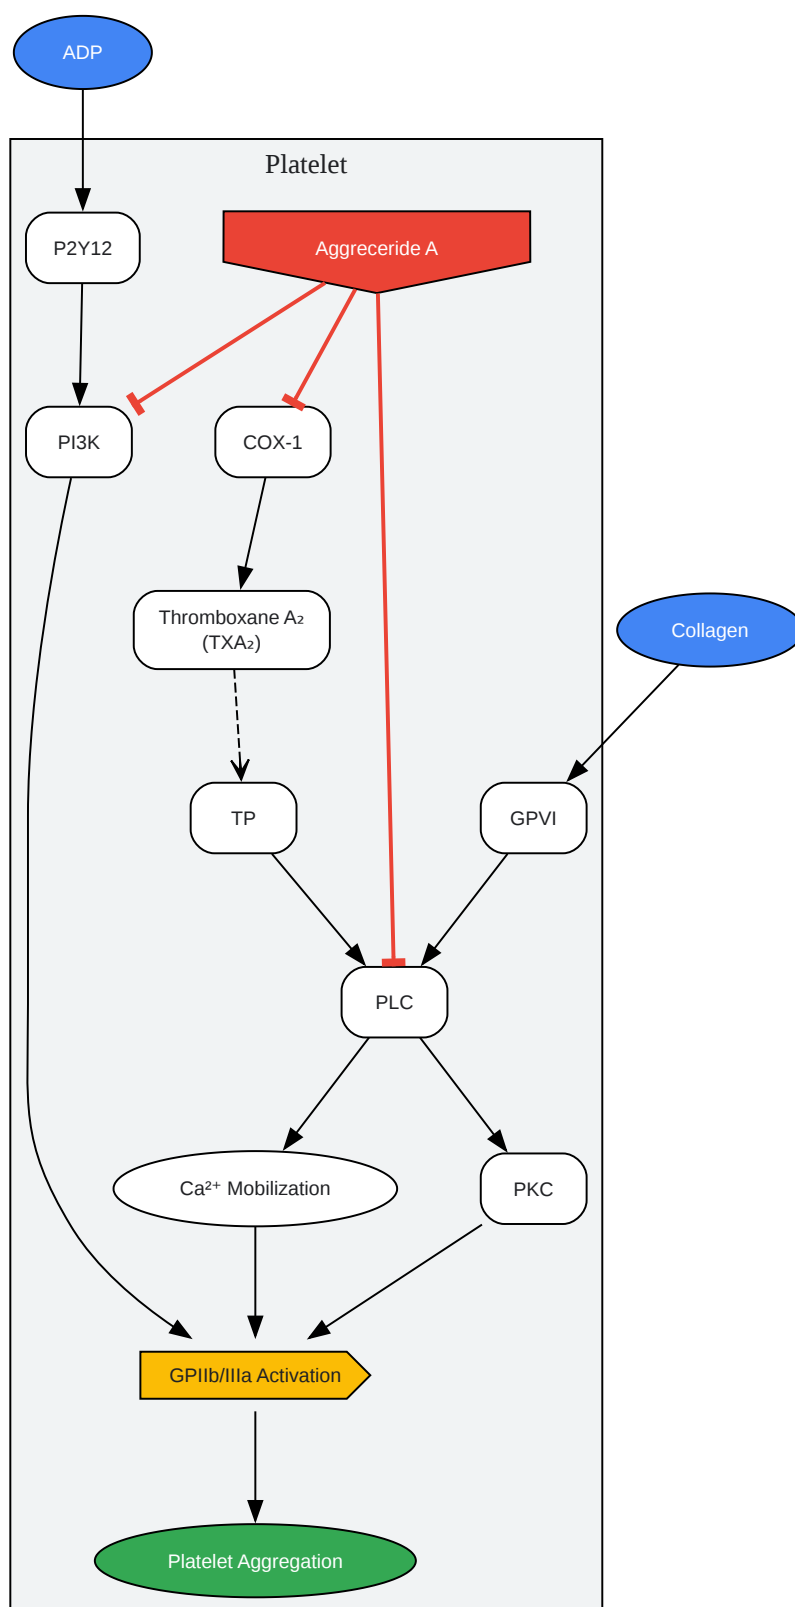 ADP
Platelet
P2Y12
Aggreceride A
PI3K
COX-1
Thromboxane A₂
(TXA₂)
Collagen
TP
GPVI
PLC
Ca²⁺ Mobilization
PKC
GPIIb/IIIa Activation
Platelet Aggregation